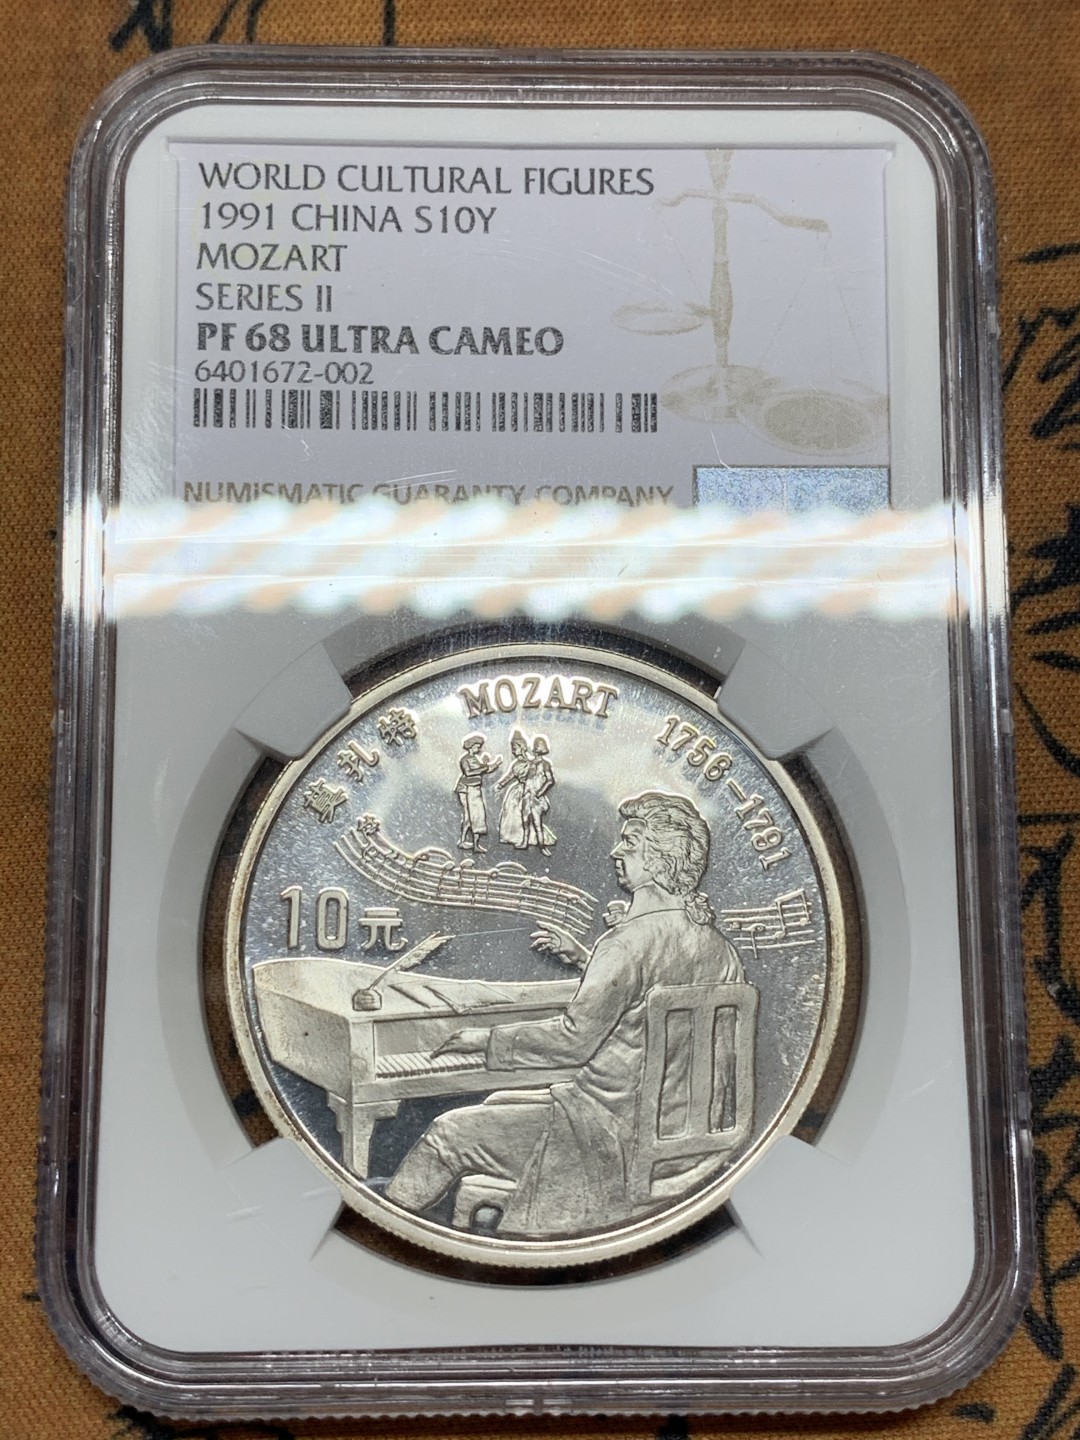 WORLD CULTURAL FIGURES
1991 CHINA S10Y
MOZART
SERIES II
PF 68 ULTRA CAMEO
6401672-002
NUMISMATIC GUARANTY COMPANY
莫扎特 MOZART 1756-1791
10元